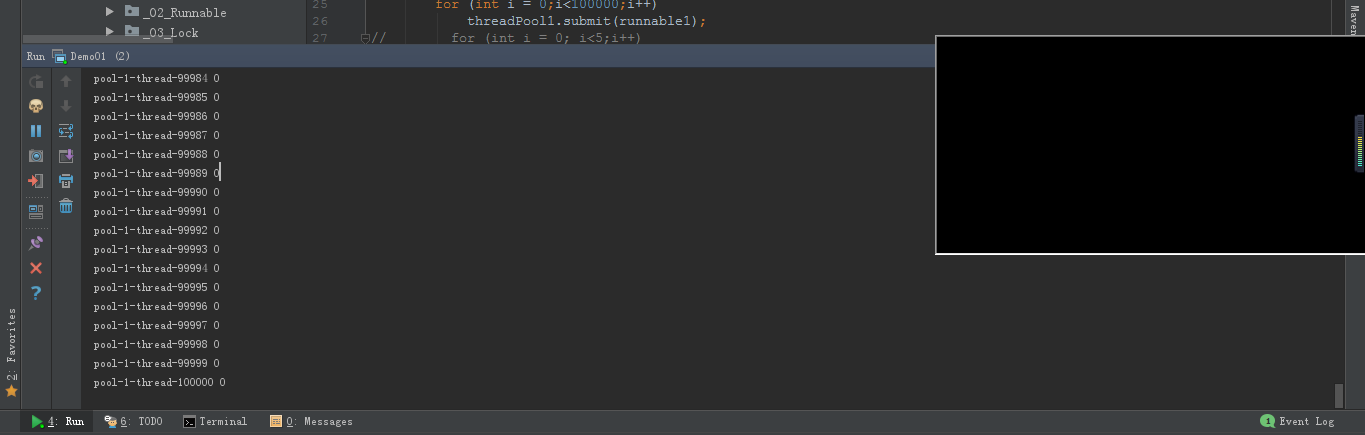 _02_Runnable
_03_Lock
25 for (int i = 0;i<100000;i++)
26 threadPool1.submit(runnable1);
27 // for (int i = 0; i<5;i++)
Maven
Run Demo01 (2)
pool-1-thread-99984 0
pool-1-thread-99985 0
pool-1-thread-99986 0
pool-1-thread-99987 0
pool-1-thread-99988 0
pool-1-thread-99989 0
pool-1-thread-99990 0
pool-1-thread-99991 0
pool-1-thread-99992 0
pool-1-thread-99993 0
pool-1-thread-99994 0
pool-1-thread-99995 0
pool-1-thread-99996 0
pool-1-thread-99997 0
pool-1-thread-99998 0
pool-1-thread-99999 0
pool-1-thread-100000 0
2: Favorites
4: Run 6: TODO Terminal 0: Messages 1 Event Log